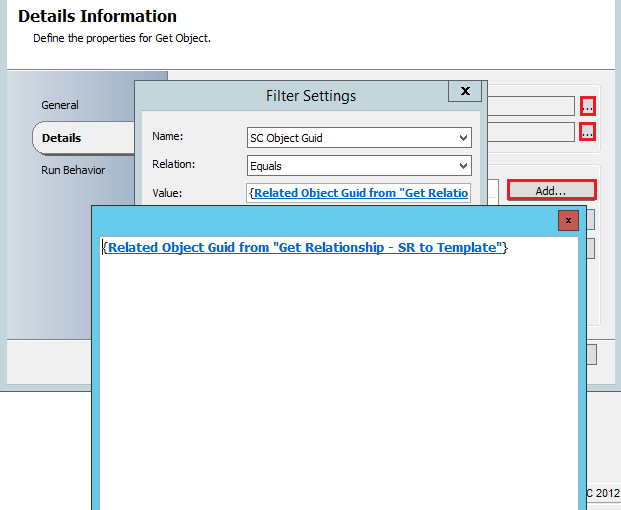 Details Information
Define the properties for Get Object.
General
Details
Run Behavior
...
...
Add...
Filter Settings
x
Name:
SC Object Guid
Relation:
Equals
Value:
{Related Object Guid from "Get Relatio
x
{Related Object Guid from "Get Relationship - SR to Template"}
C 2012